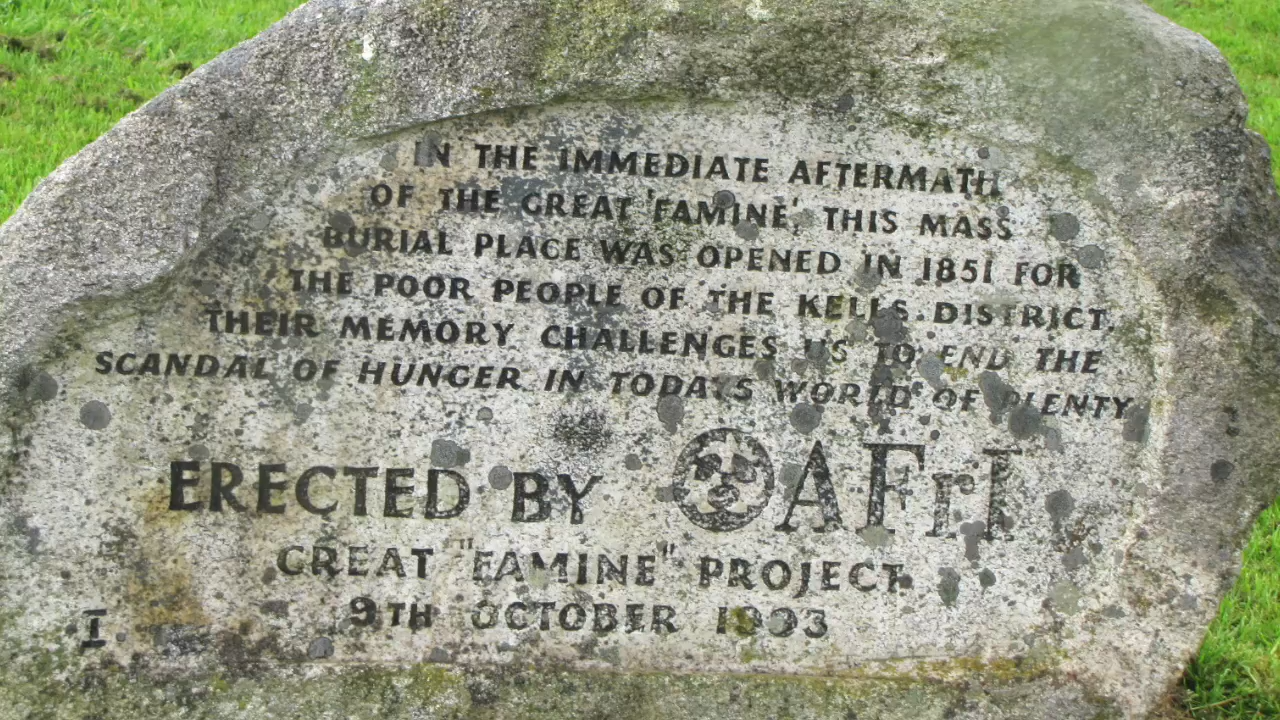 IN THE IMMEDIATE AFTERMATH
OF THE GREAT 'FAMINE', THIS MASS
BURIAL PLACE WAS OPENED IN 1851 FOR
THE POOR PEOPLE OF THE KELLS DISTRICT.
THEIR MEMORY CHALLENGES US TO END THE
SCANDAL OF HUNGER IN TODAYS WORLD OF PLENTY
ERECTED BY AFrI
GREAT "FAMINE" PROJECT
9TH OCTOBER 1993
I